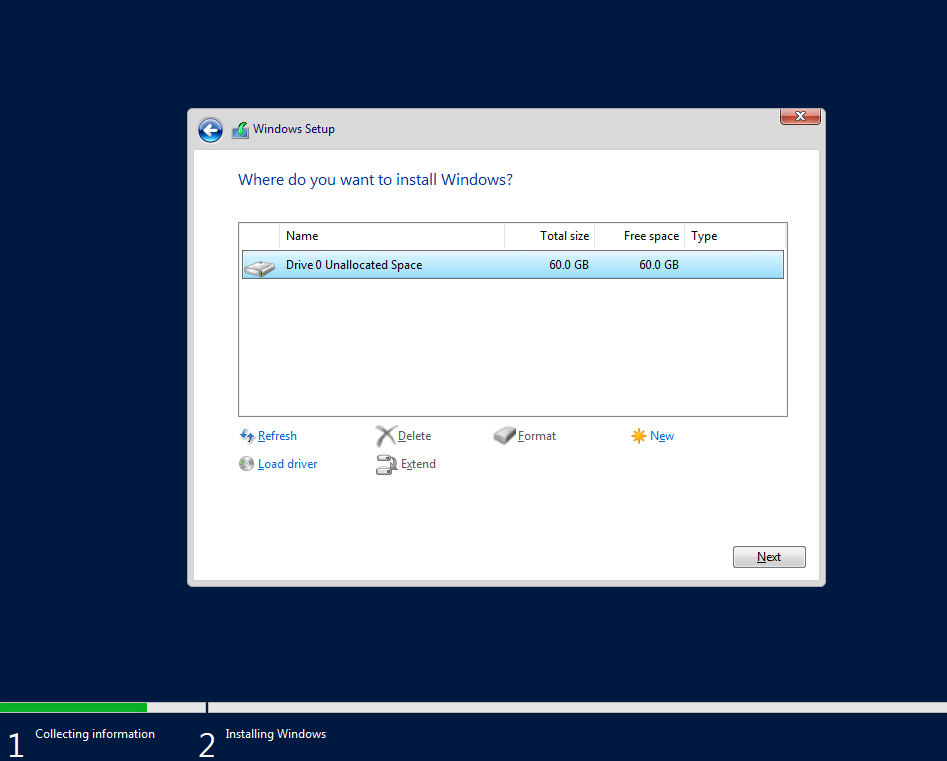 Windows Setup
Where do you want to install Windows?
Name Total size Free space Type
Drive 0 Unallocated Space 60.0 GB 60.0 GB
Refresh Delete Format New
Load driver Extend
Next
1 Collecting information 2 Installing Windows